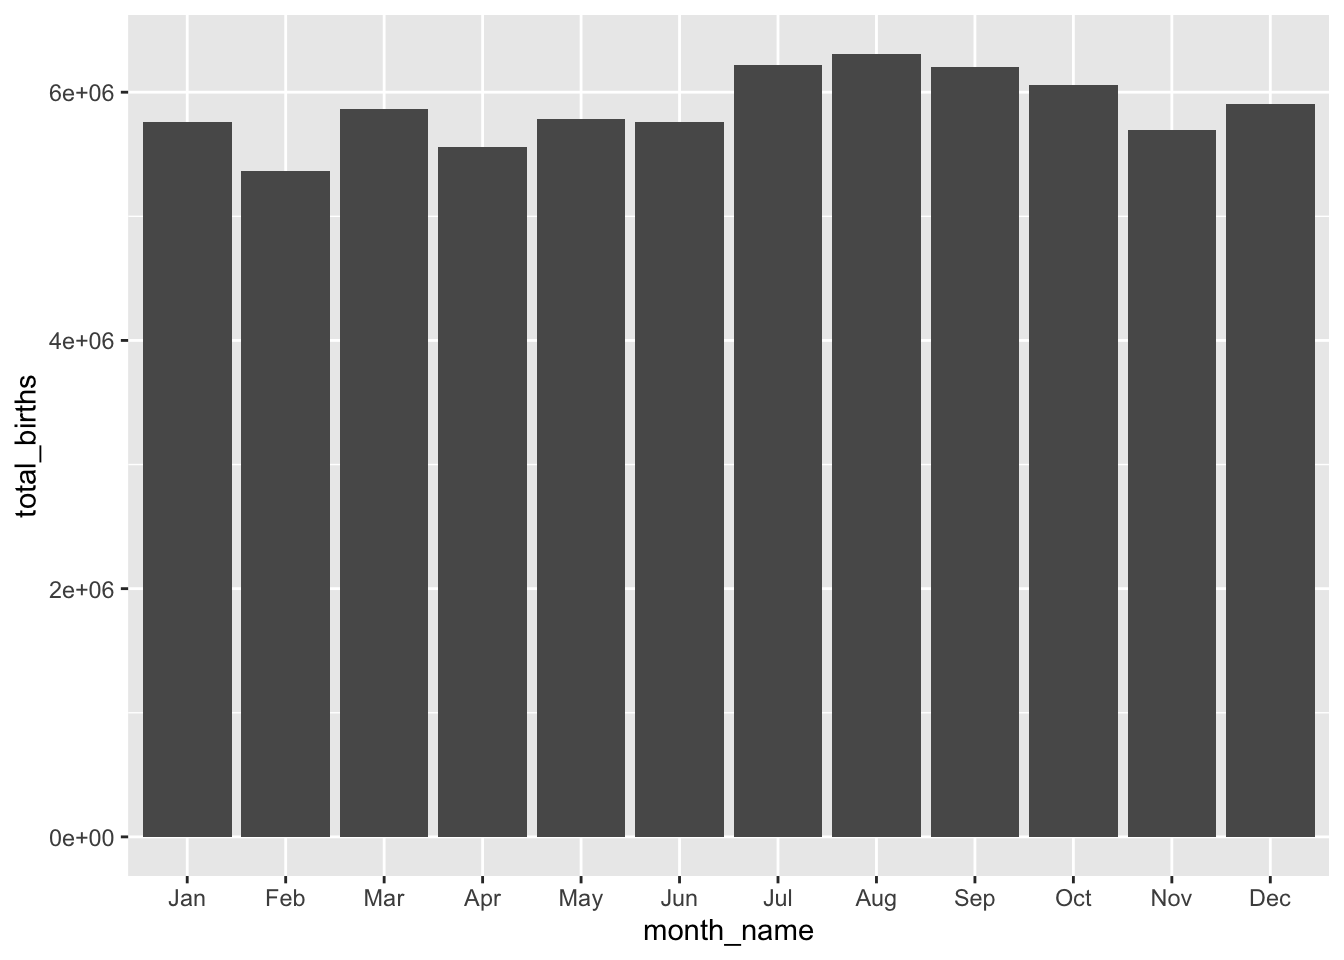 6e+06
4e+06
2e+06
0e+00
total_births
Jan Feb Mar Apr May Jun Jul Aug Sep Oct Nov Dec
month_name